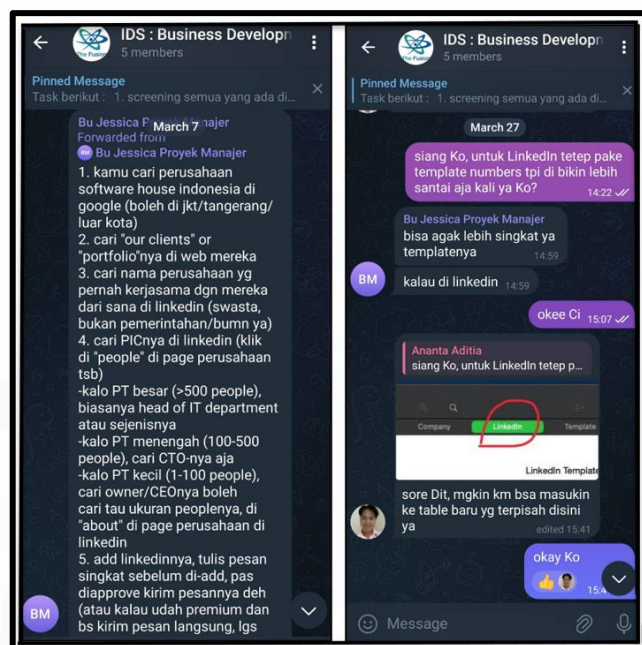 IDS : Business Developn
5 members
Pinned Message
Task berikut : 1. screening semua yang ada di...
March 7
Bu Jessica Proyek Manajer
Forwarded from
BM Bu Jessica Proyek Manajer
1. kamu cari perusahaan
software house indonesia di
google (boleh di jkt/tangerang/
luar kota)
2. cari "our clients" or
"portfolio"nya di web mereka
3. cari nama perusahaan yg
pernah kerjasama dgn mereka
dari sana di linkedin (swasta,
bukan pemerintahan/bumn ya)
4. cari PICnya di linkedin (klik
di "people" di page perusahaan
tsb)
-kalo PT besar (>500 people),
biasanya head of IT department
atau sejenisnya
-kalo PT menengah (100-500
people), cari CTO-nya aja
-kalo PT kecil (1-100 people),
cari owner/CEOnya boleh
cari tau ukuran peoplenya, di
"about" di page perusahaan di
linkedin
5. add linkedinnya, tulis pesan
singkat sebelum di-add, pas
diapprove kirim pesannya deh
(atau kalau udah premium dan
bs kirim pesan langsung, lgs
BM
IDS : Business Developn
5 members
Pinned Message
Task berikut : 1. screening semua yang ada di...
March 27
siang Ko, untuk LinkedIn tetep pake
template numbers tpi di bikin lebih
santai aja kali ya Ko?
14:22
Bu Jessica Proyek Manajer
bisa agak lebih singkat ya
templatenya
14:59
BM
kalau di linkedin 14:59
okee Ci 15:07
Ananta Aditia
siang Ko, untuk LinkedIn tetep p...
Company LinkedIn Template
LinkedIn Template
sore Dit, mgkin km bsa masukin
ke table baru yg terpisah disini
ya
edited 15:41
okay Ko
Message